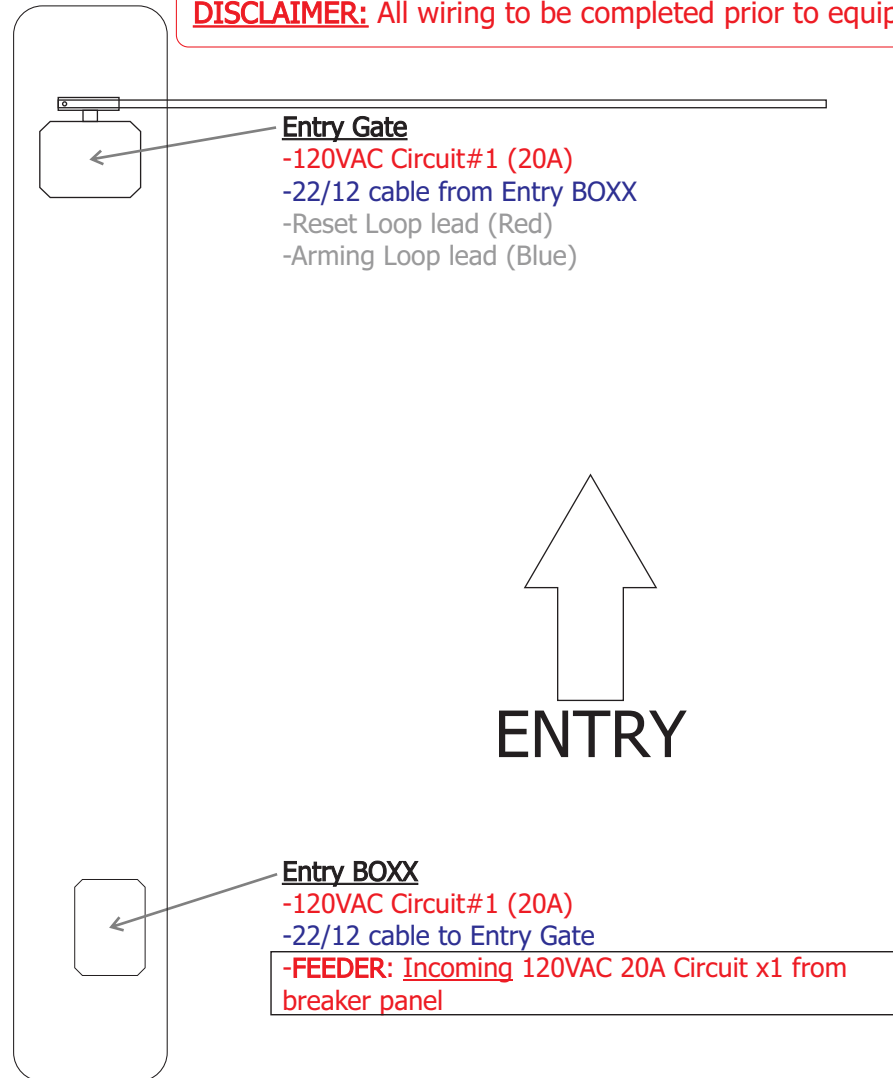 DISCLAIMER: All wiring to be completed prior to equip
Entry Gate
-120VAC Circuit#1 (20A)
-22/12 cable from Entry BOXX
-Reset Loop lead (Red)
-Arming Loop lead (Blue)
ENTRY
Entry BOXX
-120VAC Circuit#1 (20A)
-22/12 cable to Entry Gate
-FEEDER: Incoming 120VAC 20A Circuit x1 from
breaker panel